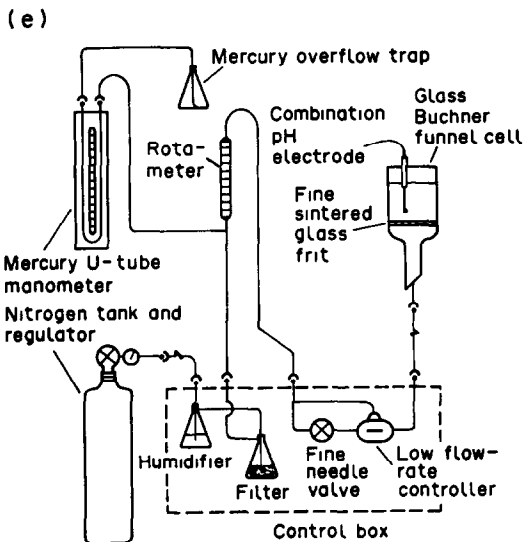 (e)
Mercury overflow trap
Combination
pH
electrode
Glass
Buchner
funnel cell
Rota-
meter
Fine
sintered
glass
frit
Mercury U-tube
manometer
Nitrogen tank and
regulator
Humidifier
Filter
Fine
needle
valve
Low flow-
rate
controller
Control box